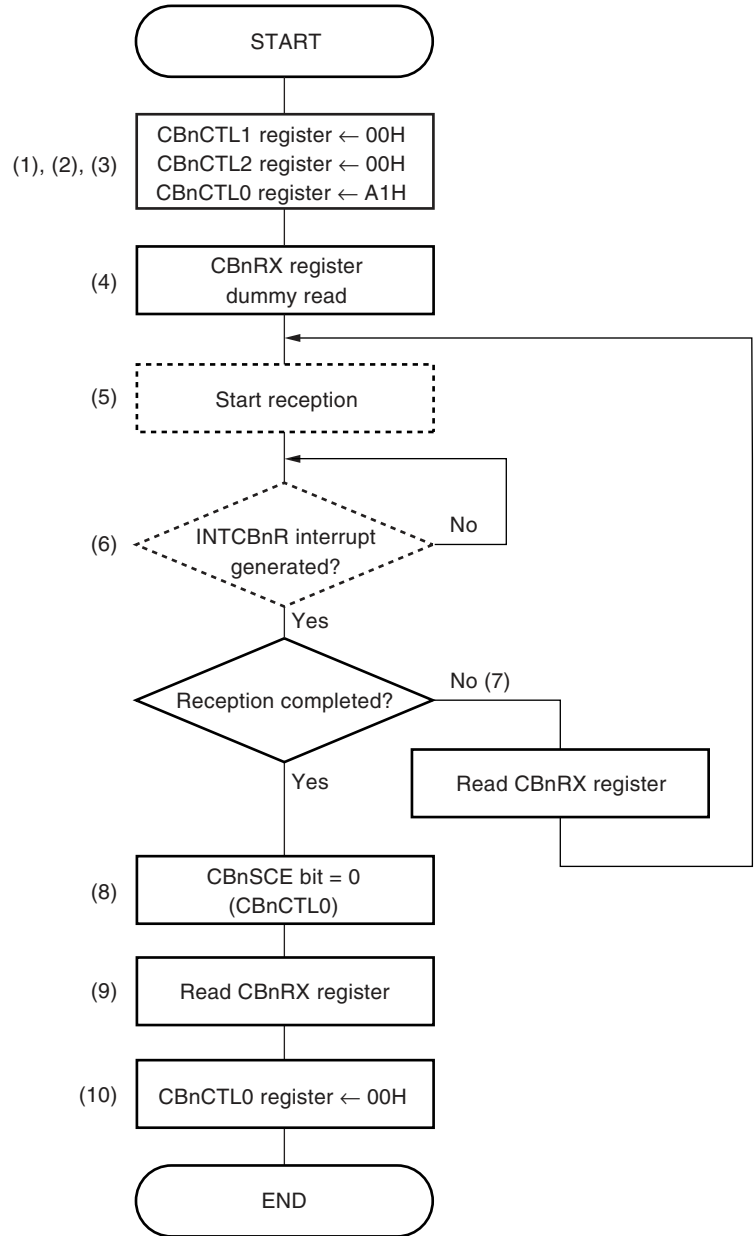 START
(1), (2), (3)
CBnCTL1 register ← 00H
CBnCTL2 register ← 00H
CBnCTL0 register ← A1H
(4)
CBnRX register
dummy read
(5)
Start reception
(6)
INTCBnR interrupt
generated?
No
Yes
Reception completed?
No (7)
Read CBnRX register
Yes
(8)
CBnSCE bit = 0
(CBnCTL0)
(9)
Read CBnRX register
(10)
CBnCTL0 register ← 00H
END